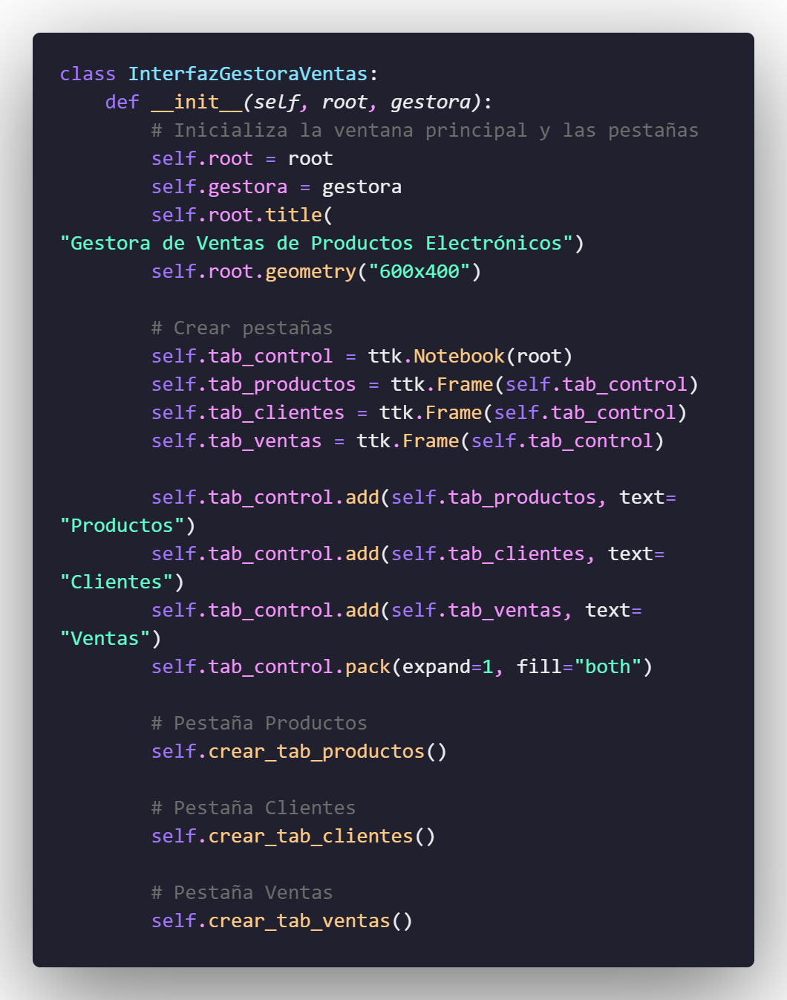 class InterfazGestoraVentas:
    def __init__(self, root, gestora):
        # Inicializa la ventana principal y las pestañas
        self.root = root
        self.gestora = gestora
        self.root.title(
"Gestora de Ventas de Productos Electrónicos")
        self.root.geometry("600x400")

        # Crear pestañas
        self.tab_control = ttk.Notebook(root)
        self.tab_productos = ttk.Frame(self.tab_control)
        self.tab_clientes = ttk.Frame(self.tab_control)
        self.tab_ventas = ttk.Frame(self.tab_control)

        self.tab_control.add(self.tab_productos, text=
"Productos")
        self.tab_control.add(self.tab_clientes, text=
"Clientes")
        self.tab_control.add(self.tab_ventas, text=
"Ventas")
        self.tab_control.pack(expand=1, fill="both")

        # Pestaña Productos
        self.crear_tab_productos()

        # Pestaña Clientes
        self.crear_tab_clientes()

        # Pestaña Ventas
        self.crear_tab_ventas()